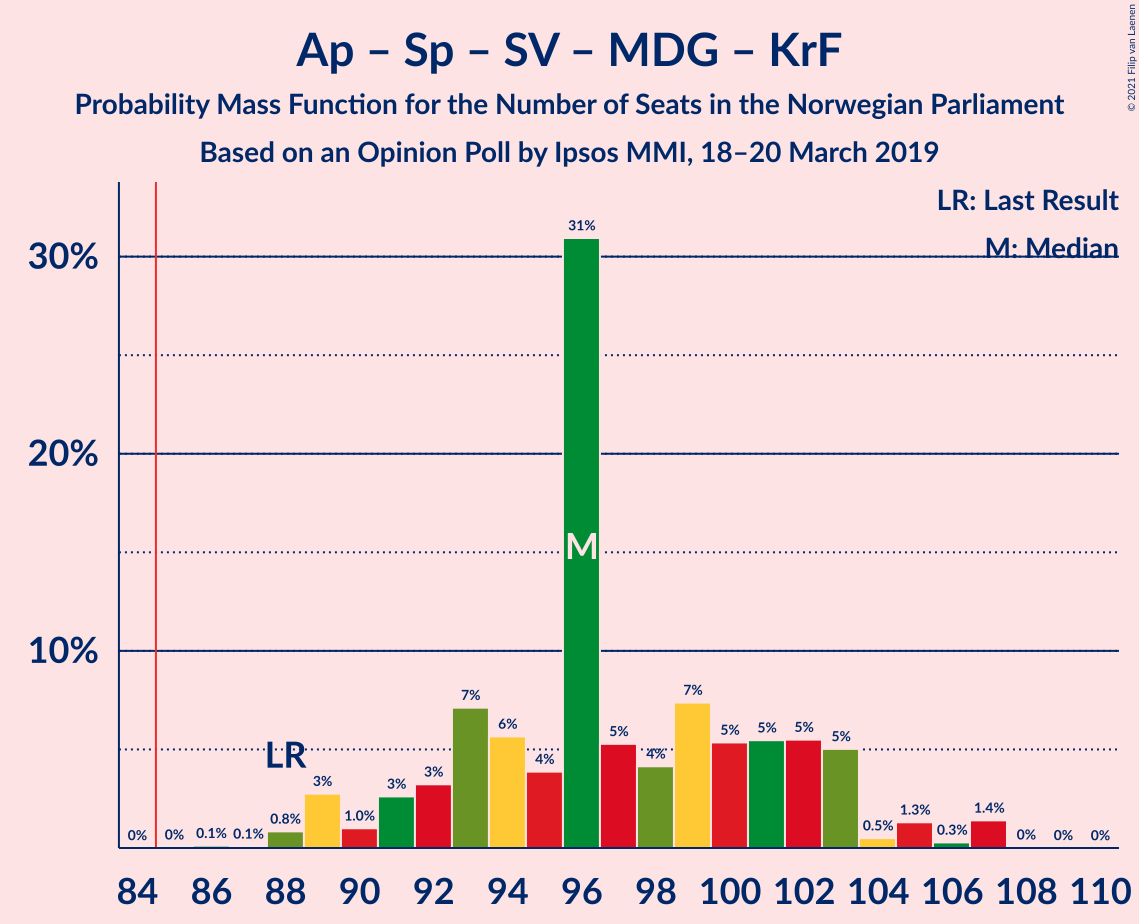 Ap – Sp – SV – MDG – KrF
Probability Mass Function for the Number of Seats in the Norwegian Parliament
Based on an Opinion Poll by Ipsos MMI, 18–20 March 2019
© 2021 Filip van Laenen
LR: Last Result
M: Median
30%
20%
10%
LR
M
0% 0% 0.1% 0.1% 0.8% 3% 1.0% 3% 3% 7% 6% 4% 31% 5% 4% 7% 5% 5% 5% 5% 0.5% 1.3% 0.3% 1.4% 0% 0% 0%
84 86 88 90 92 94 96 98 100 102 104 106 108 110